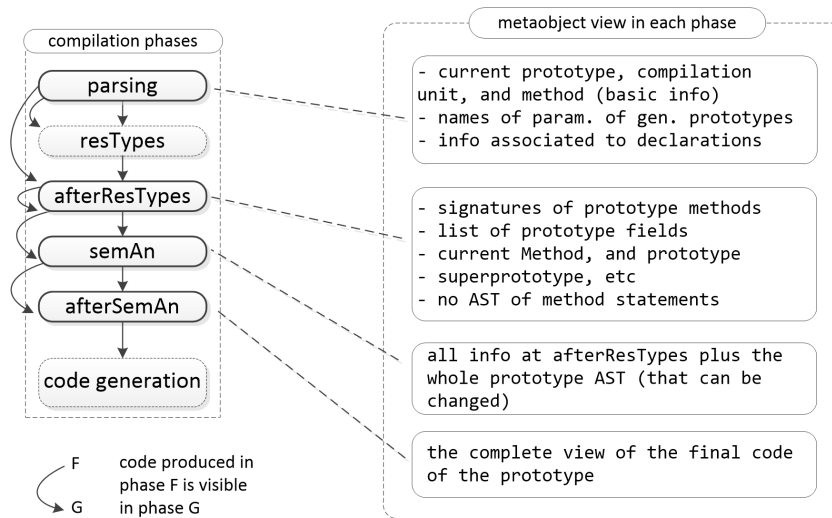 compilation phases
parsing
resTypes
afterResTypes
semAn
afterSemAn
code generation
F code produced in
phase F is visible
G in phase G
metaobject view in each phase
- current prototype, compilation
unit, and method (basic info)
- names of param. of gen. prototypes
- info associated to declarations
- signatures of prototype methods
- list of prototype fields
- current Method, and prototype
- superprototype, etc
- no AST of method statements
all info at afterResTypes plus the
whole prototype AST (that can be
changed)
the complete view of the final code
of the prototype